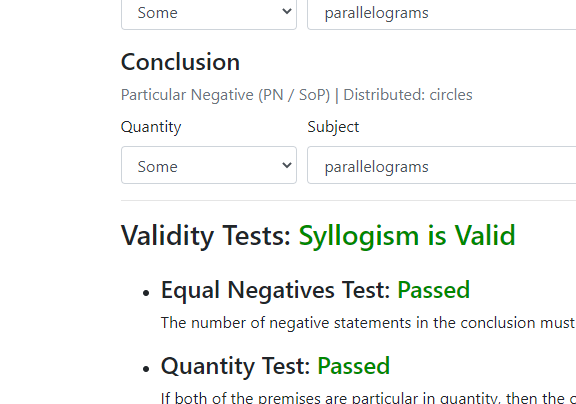 Some parallelograms
Conclusion
Particular Negative (PN / SoP) | Distributed: circles
Quantity Subject
Some parallelograms
Validity Tests: Syllogism is Valid
Equal Negatives Test: Passed
The number of negative statements in the conclusion must
Quantity Test: Passed
If both of the premises are particular in quantity, then the c